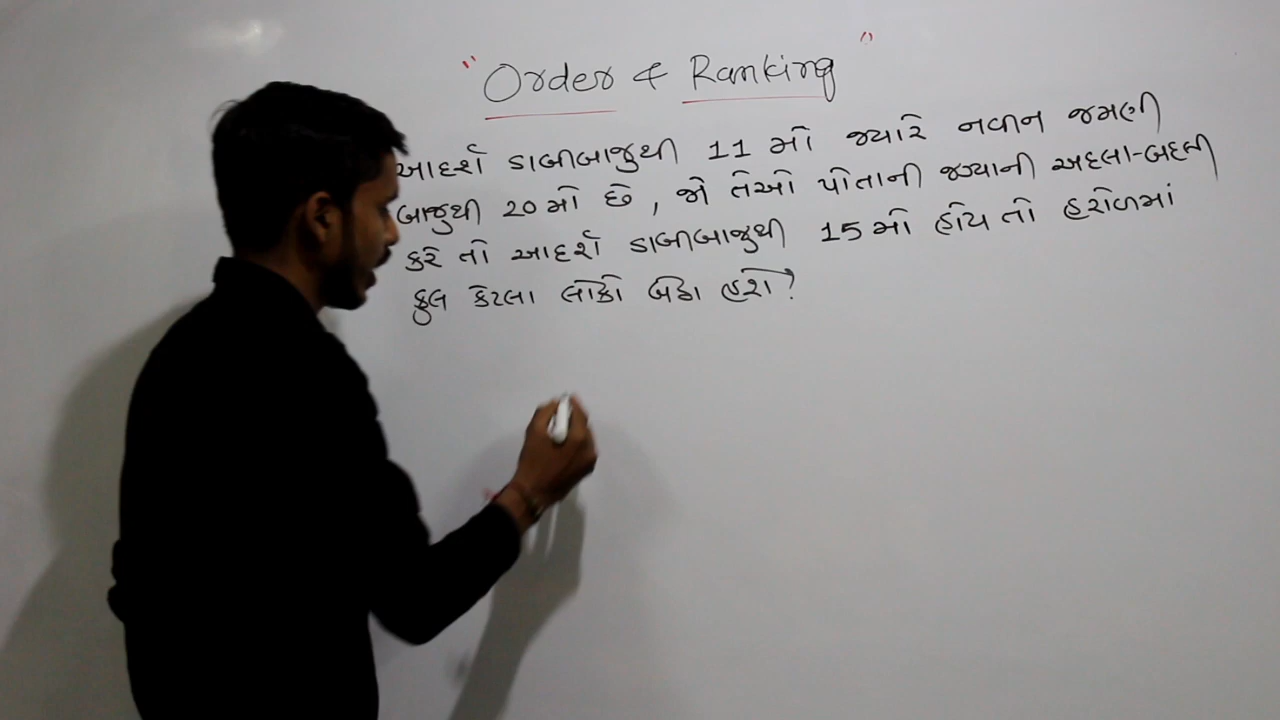 "Order & Ranking"
આદર્શ ડાબીબાજુથી 11 મો જ્યારે નવીન જમણી
બાજુથી 20 મો છે, જો તેઓ પોતાની જગ્યાની અદલા-બદલી
કરે તો આદર્શ ડાબીબાજુથી 15 મો હોય તો હરોળમાં
કુલ કેટલા લોકો બેઠા હશે?